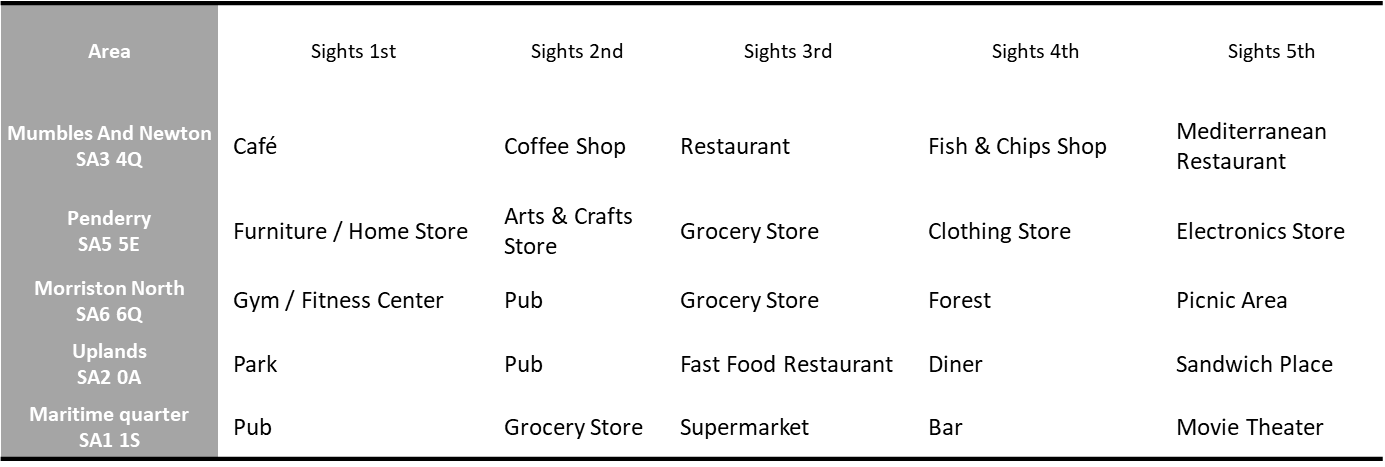 Area Sights 1st Sights 2nd Sights 3rd Sights 4th Sights 5th
Mumbles And Newton
SA3 4Q
Café
Coffee Shop
Restaurant
Fish & Chips Shop
Mediterranean
Restaurant
Penderry
SA5 5E
Furniture / Home Store
Arts & Crafts
Store
Grocery Store
Clothing Store
Electronics Store
Morriston North
SA6 6Q
Gym / Fitness Center
Pub
Grocery Store
Forest
Picnic Area
Uplands
SA2 0A
Park
Pub
Fast Food Restaurant
Diner
Sandwich Place
Maritime quarter
SA1 1S
Pub
Grocery Store
Supermarket
Bar
Movie Theater